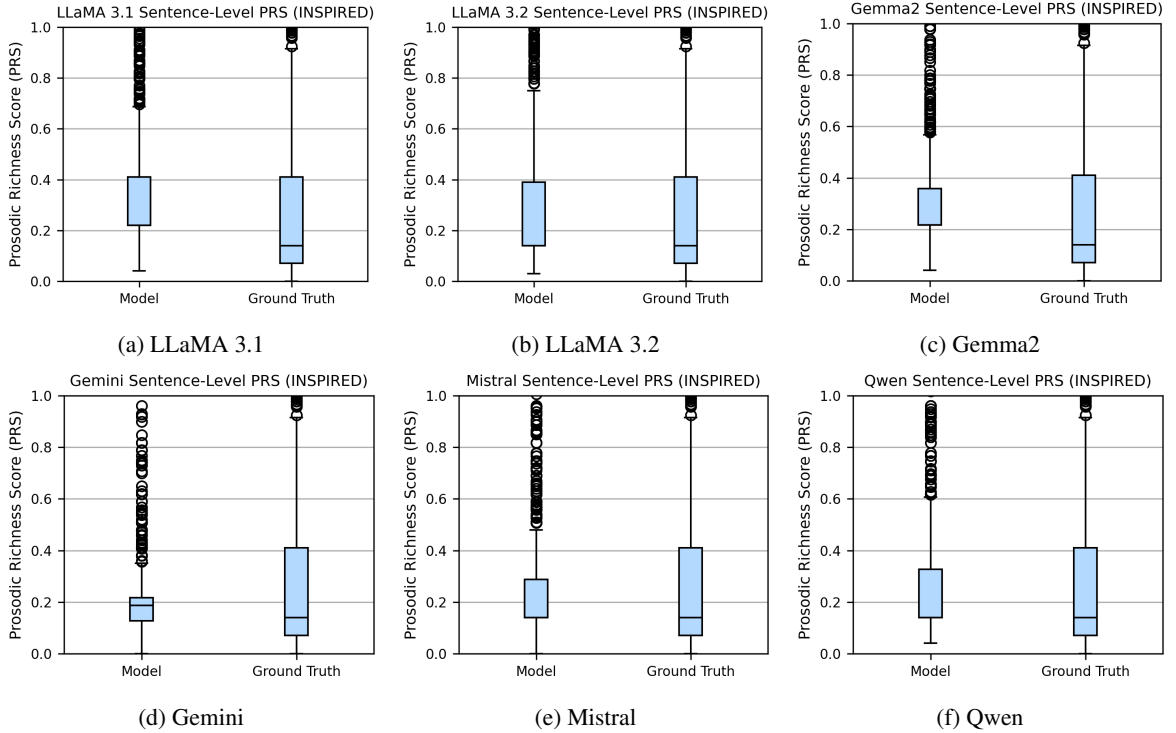 LLaMA 3.1 Sentence-Level PRS (INSPIRED)
Prosodic Richness Score (PRS)
1.0
0.8
0.6
0.4
0.2
0.0
Model
Ground Truth
(a) LLaMA 3.1
LLaMA 3.2 Sentence-Level PRS (INSPIRED)
Prosodic Richness Score (PRS)
1.0
0.8
0.6
0.4
0.2
0.0
Model
Ground Truth
(b) LLaMA 3.2
Gemma2 Sentence-Level PRS (INSPIRED)
Prosodic Richness Score (PRS)
1.0
0.8
0.6
0.4
0.2
0.0
Model
Ground Truth
(c) Gemma2
Gemini Sentence-Level PRS (INSPIRED)
Prosodic Richness Score (PRS)
1.0
0.8
0.6
0.4
0.2
0.0
Model
Ground Truth
(d) Gemini
Mistral Sentence-Level PRS (INSPIRED)
Prosodic Richness Score (PRS)
1.0
0.8
0.6
0.4
0.2
0.0
Model
Ground Truth
(e) Mistral
Qwen Sentence-Level PRS (INSPIRED)
Prosodic Richness Score (PRS)
1.0
0.8
0.6
0.4
0.2
0.0
Model
Ground Truth
(f) Qwen